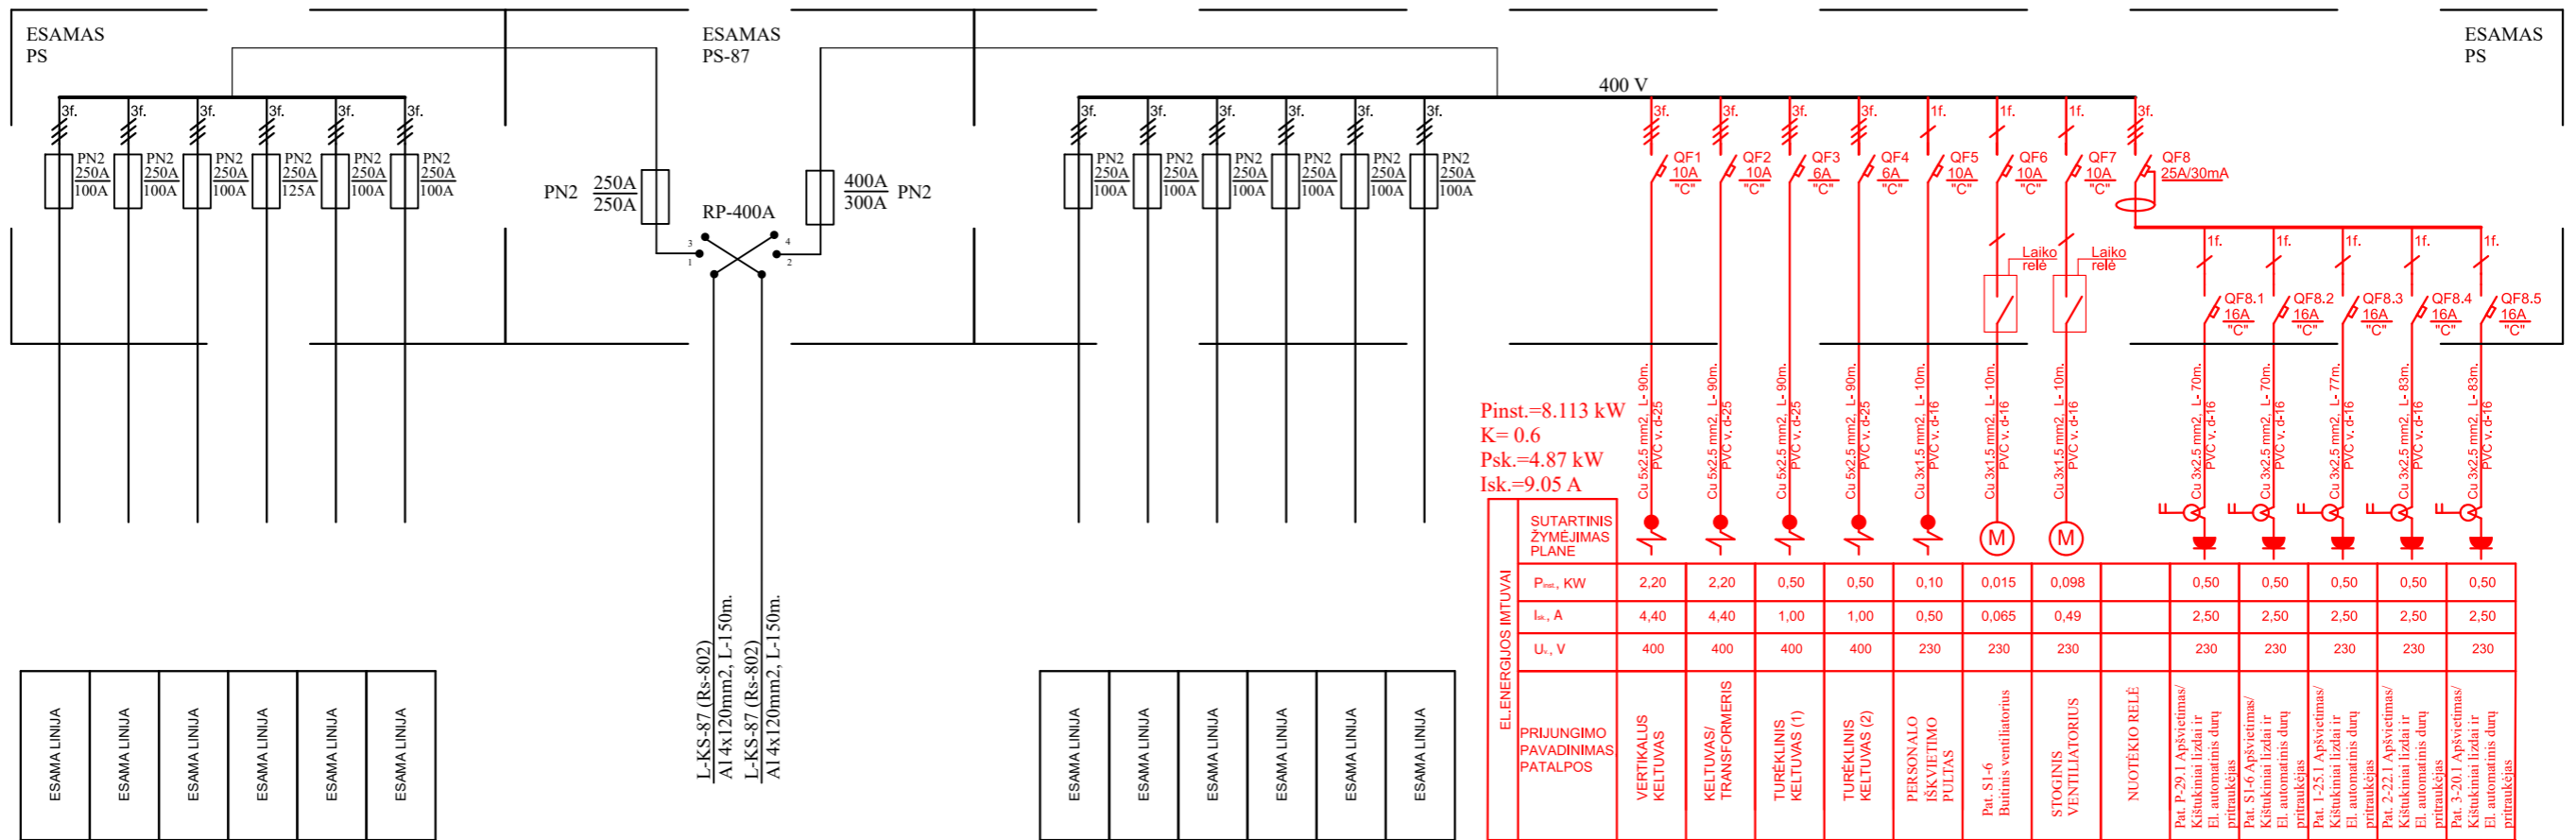 ESAMAS
PS
ESAMAS
PS-87
ESAMAS
PS
400 V
3f.
3f.
3f.
3f.
3f.
3f.
PN2
250A
100A
PN2
250A
100A
PN2
250A
100A
PN2
250A
125A
PN2
250A
100A
PN2
250A
100A
PN2
250A
250A
400A
300A
PN2
RP-400A
3
1
4
2
3f.
3f.
3f.
3f.
3f.
3f.
PN2
250A
100A
PN2
250A
100A
PN2
250A
100A
PN2
250A
100A
PN2
250A
100A
PN2
250A
100A
3f.
3f.
3f.
3f.
1f.
1f.
1f.
3f.
QF1
10A
"C"
QF2
10A
"C"
QF3
6A
"C"
QF4
6A
"C"
QF5
10A
"C"
QF6
10A
"C"
QF7
10A
"C"
QF8
25A/30mA
Laiko
relė
Laiko
relė
1f.
1f.
1f.
1f.
1f.
QF8.1
16A
"C"
QF8.2
16A
"C"
QF8.3
16A
"C"
QF8.4
16A
"C"
QF8.5
16A
"C"
Cu 5x2.5 mm2, L- 90m.
PVC v. d-25
Cu 5x2.5 mm2, L- 90m.
PVC v. d-25
Cu 5x2.5 mm2, L- 90m.
PVC v. d-25
Cu 5x2.5 mm2, L- 90m.
PVC v. d-25
Cu 3x1.5 mm2, L- 10m.
PVC v. d-16
Cu 3x1.5 mm2, L- 10m.
PVC v. d-16
Cu 3x1.5 mm2, L- 10m.
PVC v. d-16
Cu 3x2.5 mm2, L- 70m.
PVC v. d-16
Cu 3x2.5 mm2, L- 70m.
PVC v. d-16
Cu 3x2.5 mm2, L- 77m.
PVC v. d-16
Cu 3x2.5 mm2, L- 83m.
PVC v. d-16
Cu 3x2.5 mm2, L- 83m.
PVC v. d-16
Pinst.=8.113 kW
K= 0.6
Psk.=4.87 kW
Isk.=9.05 A
L-KS-87 (Rs-802)
A1 4x120mm2, L-150m.
L-KS-87 (Rs-802)
A1 4x120mm2, L-150m.
EL.ENERGIJOS IMTUVAI
SUTARTINIS
ŽYMĖJIMAS
PLANE
M
M
Pinst., KW 2,20 2,20 0,50 0,50 0,10 0,015 0,098 0,50 0,50 0,50 0,50 0,50
Isk., A 4,40 4,40 1,00 1,00 0,50 0,065 0,49 2,50 2,50 2,50 2,50 2,50
U, V 400 400 400 400 230 230 230 230 230 230 230 230
PRIJUNGIMO
PAVADINIMAS,
PATALPOS
VERTIKALUS
KELTUVAS
KELTUVAS/
TRANSFORMERIS
TURĖKLINIS
KELTUVAS (1)
TURĖKLINIS
KELTUVAS (2)
PERSONALO
IŠKVIETIMO
PULTAS
Pat. S1-6
Buitinis ventiliatorius
STOGINIS
VENTILIATORIUS
NUOTĖKIO RELĖ
Pat. P-29.1 Apšvietimas/
Kištukiniai lizdai ir
El. automatinis durų
pritraukėjas
Pat. S1-6 Apšvietimas/
Kištukiniai lizdai ir
El. automatinis durų
pritraukėjas
Pat. 1-25.1 Apšvietimas/
Kištukiniai lizdai ir
El. automatinis durų
pritraukėjas
Pat. 2-22.1 Apšvietimas/
Kištukiniai lizdai ir
El. automatinis durų
pritraukėjas
Pat. 3-20.1 Apšvietimas/
Kištukiniai lizdai ir
El. automatinis durų
pritraukėjas
ESAMA LINIJA
ESAMA LINIJA
ESAMA LINIJA
ESAMA LINIJA
ESAMA LINIJA
ESAMA LINIJA
ESAMA LINIJA
ESAMA LINIJA
ESAMA LINIJA
ESAMA LINIJA
ESAMA LINIJA
ESAMA LINIJA